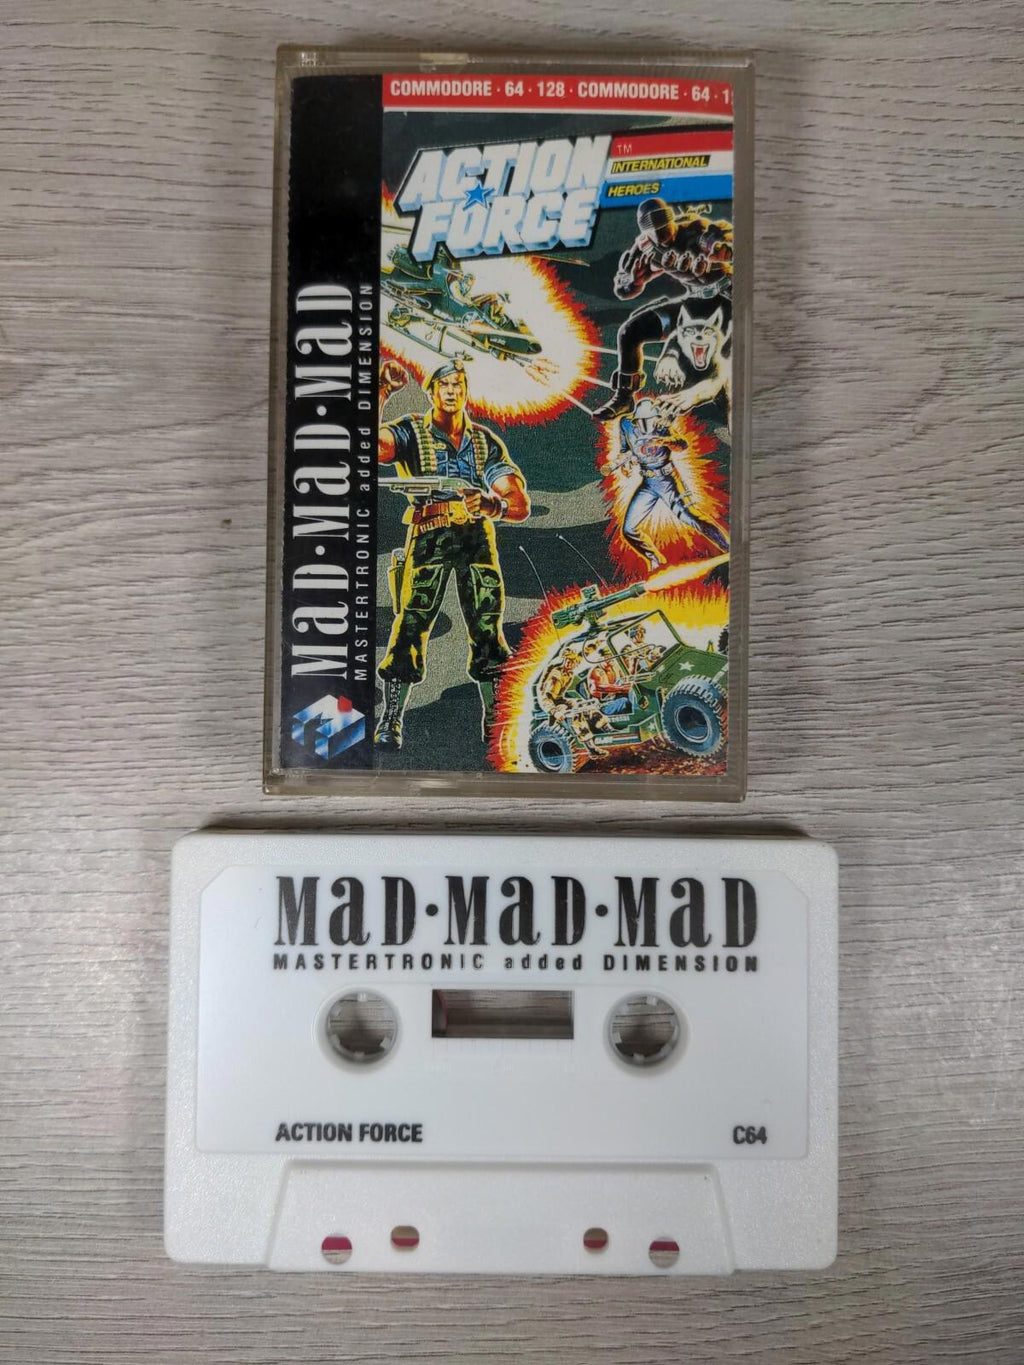 COMMODORE · 64 · 128 · COMMODORE · 64 ·
ACTION FORCE
TM
INTERNATIONAL
HEROES
MaD·MaD·MaD
MASTERTRONIC added DIMENSION
MaD·MaD·MaD
MASTERTRONIC added DIMENSION
ACTION FORCE
C64